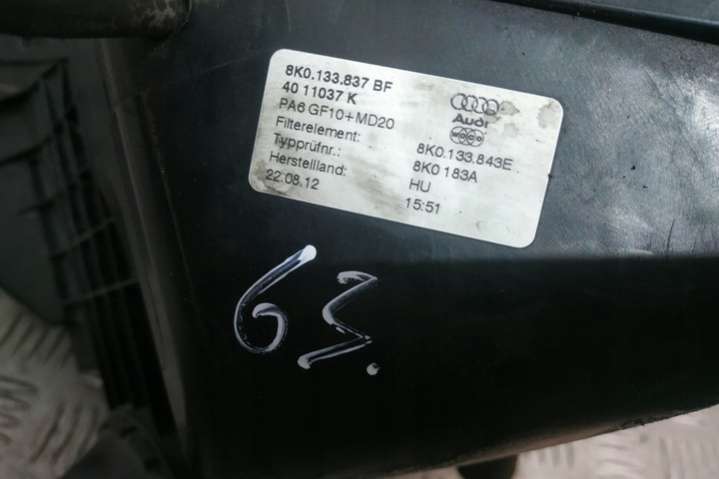 8K0.133.837 BF
40 11037 K
PA6 GF10+MD20
Audi
Filterelement: 8K0.133.843E
Typprüfnr.: 8K0 183A
Herstellland: HU
22.08.12 15:51
63.